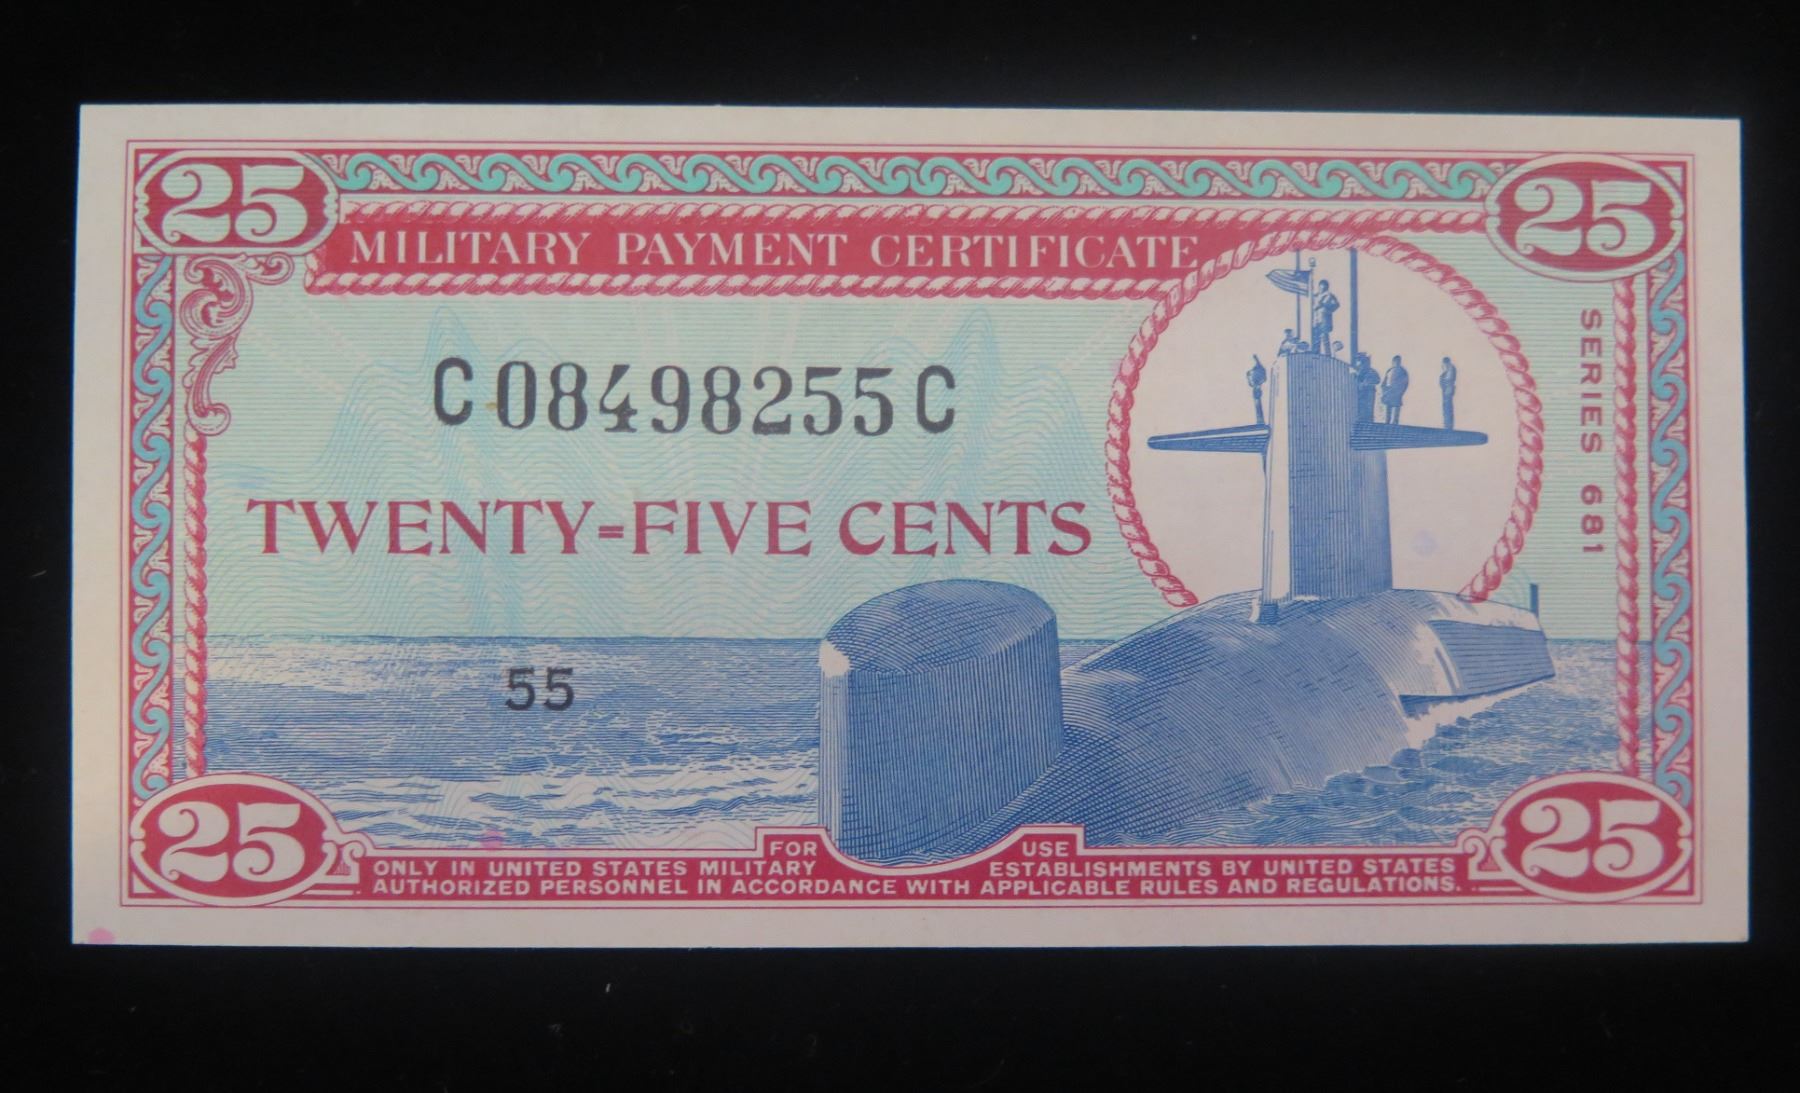 25 25
MILITARY PAYMENT CERTIFICATE
SERIES 681
C08498255C
TWENTY=FIVE CENTS
55
25 25
FOR USE
ONLY IN UNITED STATES MILITARY ESTABLISHMENTS BY UNITED STATES
AUTHORIZED PERSONNEL IN ACCORDANCE WITH APPLICABLE RULES AND REGULATIONS.